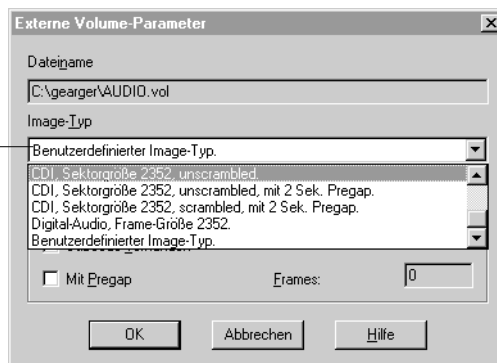 Externe Volume-Parameter
Dateiname
C:\gearger\AUDIO.vol
Image-Typ
Benutzerdefinierter Image-Typ.
CDI, Sektorgröße 2352, unscrambled.
CDI, Sektorgröße 2352, unscrambled, mit 2 Sek. Pregap.
CDI, Sektorgröße 2352, scrambled, mit 2 Sek. Pregap.
Digital-Audio, Frame-Größe 2352.
Benutzerdefinierter Image-Typ.
Mit Pregap
Frames:
0
OK
Abbrechen
Hilfe